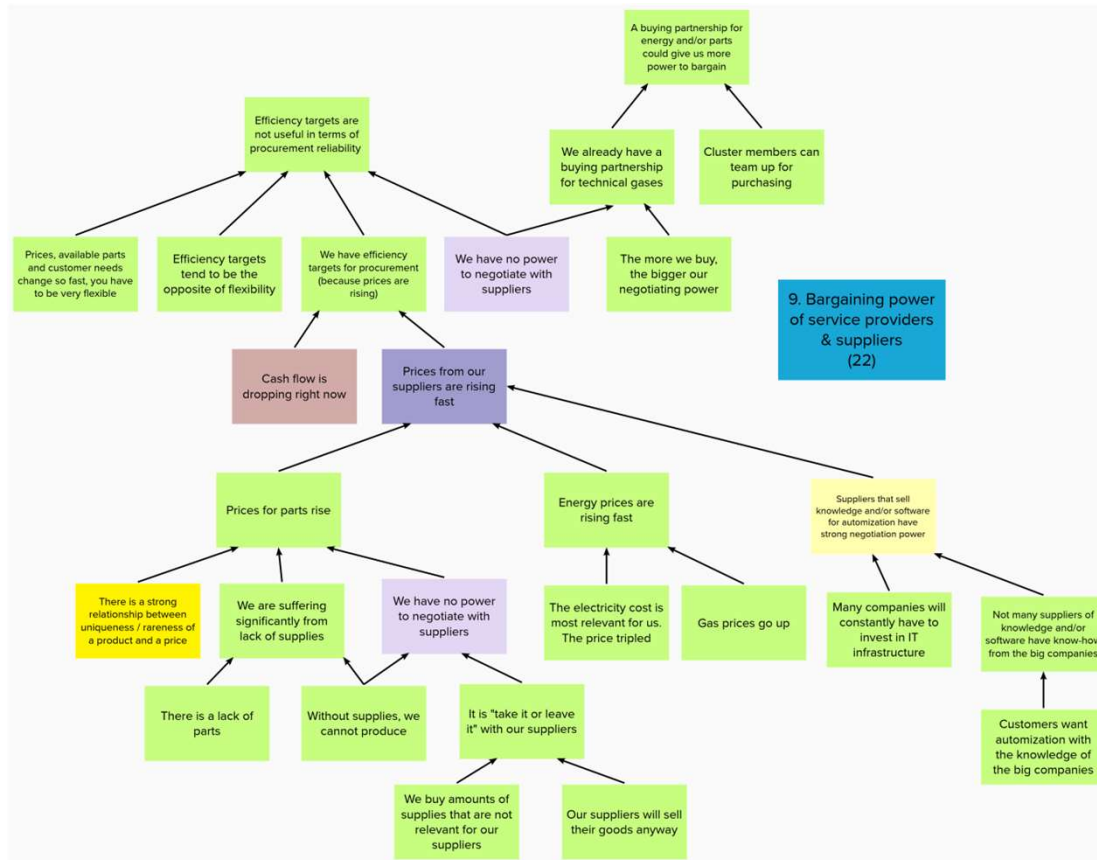 A buying partnership for
energy and/or parts
could give us more
power to bargain
Efficiency targets are
not useful in terms of
procurement reliability
We already have a
buying partnership
for technical gases
Cluster members can
team up for
purchasing
Prices, available parts
and customer needs
change so fast, you have
to be very flexible
Efficiency targets
tend to be the
opposite of flexibility
We have efficiency
targets for procurement
(because prices are
rising)
We have no power
to negotiate with
suppliers
The more we buy,
the bigger our
negotiating power
9. Bargaining power
of service providers
& suppliers
(22)
Cash flow is
dropping right now
Prices from our
suppliers are rising
fast
Prices for parts rise
Energy prices are
rising fast
Suppliers that sell
knowledge and/or software
for automization have
strong negotiation power
There is a strong
relationship between
uniqueness / rareness of
a product and a price
We are suffering
significantly from
lack of supplies
We have no power
to negotiate with
suppliers
The electricity cost is
most relevant for us.
The price tripled
Gas prices go up
Many companies will
constantly have to
invest in IT
infrastructure
Not many suppliers of
knowledge and/or
software have know-how
from the big companies
There is a lack of
parts
Without supplies, we
cannot produce
It is "take it or leave
it" with our suppliers
Customers want
automization with
the knowledge of
the big companies
We buy amounts of
supplies that are not
relevant for our
suppliers
Our suppliers will sell
their goods anyway